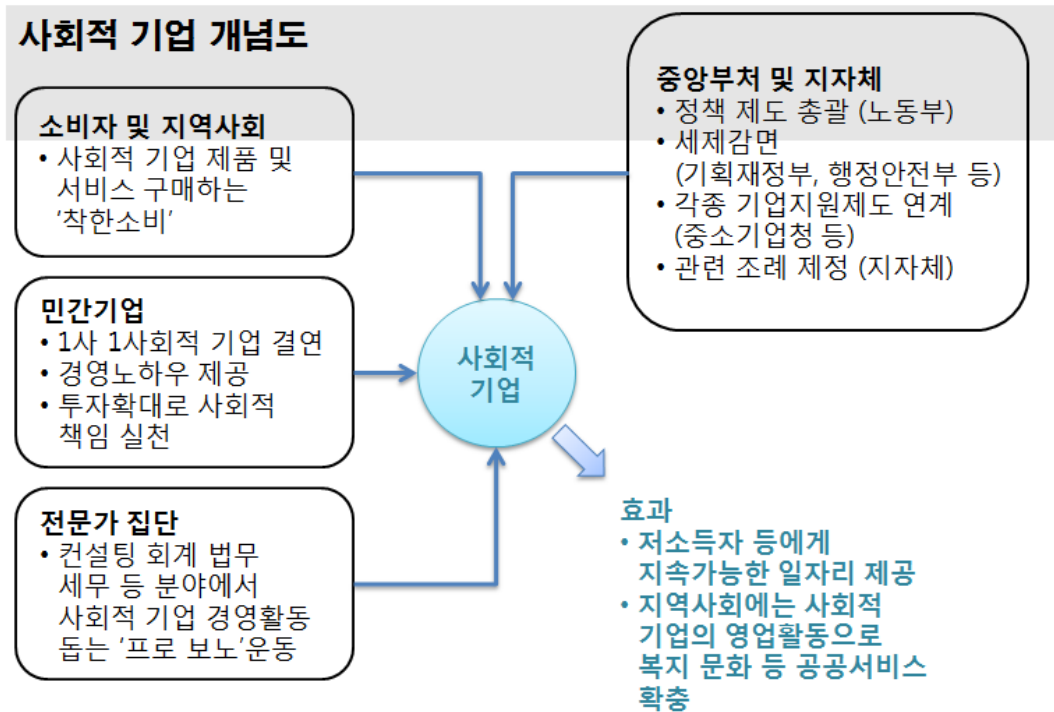 사회적 기업 개념도
소비자 및 지역사회
• 사회적 기업 제품 및
서비스 구매하는
'착한소비'
민간기업
• 1사 1사회적 기업 결연
• 경영노하우 제공
• 투자확대로 사회적
책임 실천
전문가 집단
• 컨설팅 회계 법무
세무 등 분야에서
사회적 기업 경영활동
돕는 '프로 보노'운동
중앙부처 및 지자체
• 정책 제도 총괄 (노동부)
• 세제감면
(기획재정부, 행정안전부 등)
• 각종 기업지원제도 연계
(중소기업청 등)
• 관련 조례 제정 (지자체)
사회적
기업
효과
• 저소득자 등에게
지속가능한 일자리 제공
• 지역사회에는 사회적
기업의 영업활동으로
복지 문화 등 공공서비스
확충